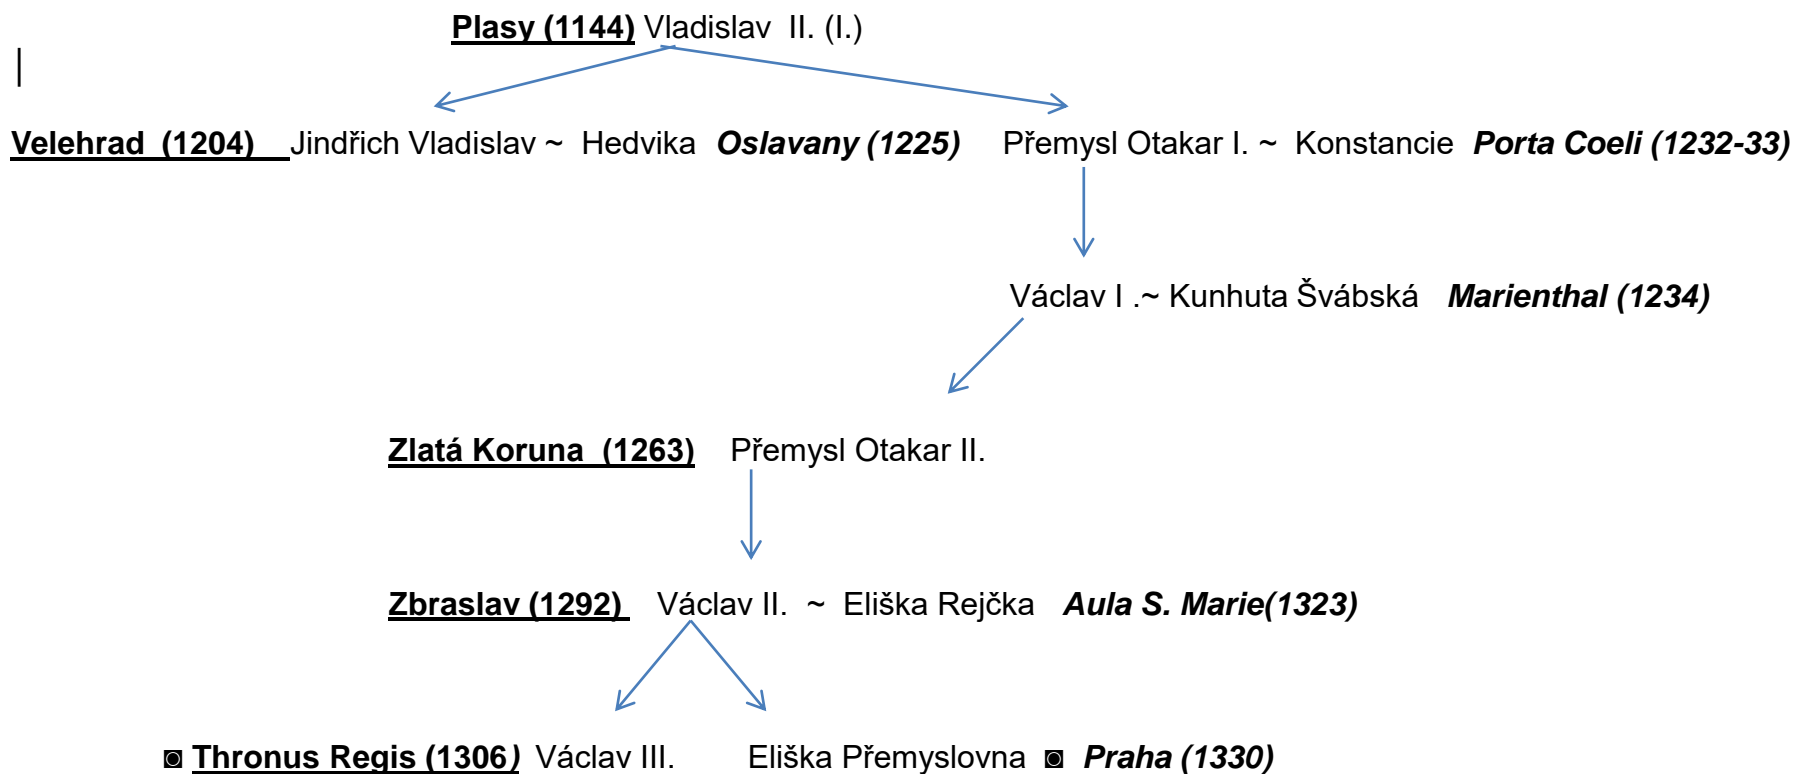 Plasy (1144) Vladislav II. (I.)
|
Velehrad (1204) Jindřich Vladislav ~ Hedvika Oslavany (1225) Přemysl Otakar I. ~ Konstancie Porta Coeli (1232-33)
Václav I .~ Kunhuta Švábská Marienthal (1234)
Zlatá Koruna (1263) Přemysl Otakar II.
Zbraslav (1292) Václav II. ~ Eliška Rejčka Aula S. Marie(1323)
◙ Thronus Regis (1306) Václav III. Eliška Přemyslovna ◙ Praha (1330)